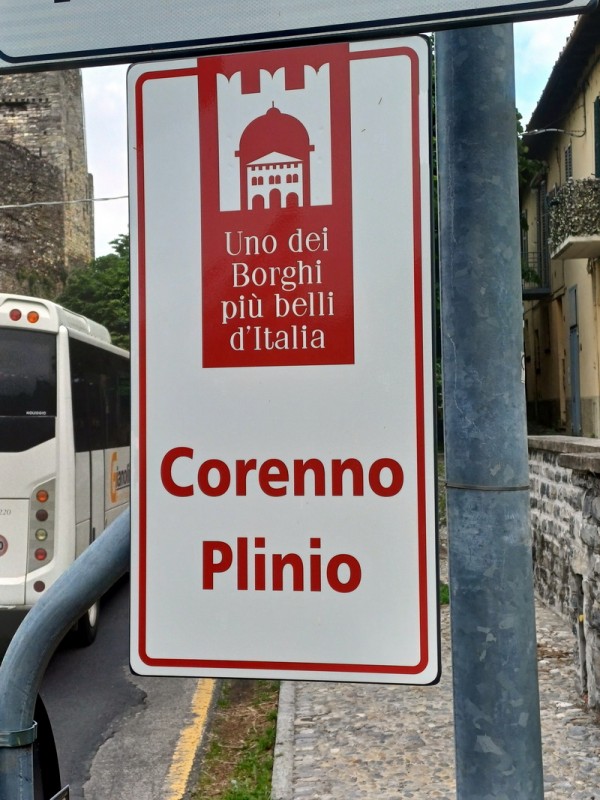 Uno dei
Borghi
più belli
d'Italia
Corenno
Plinio